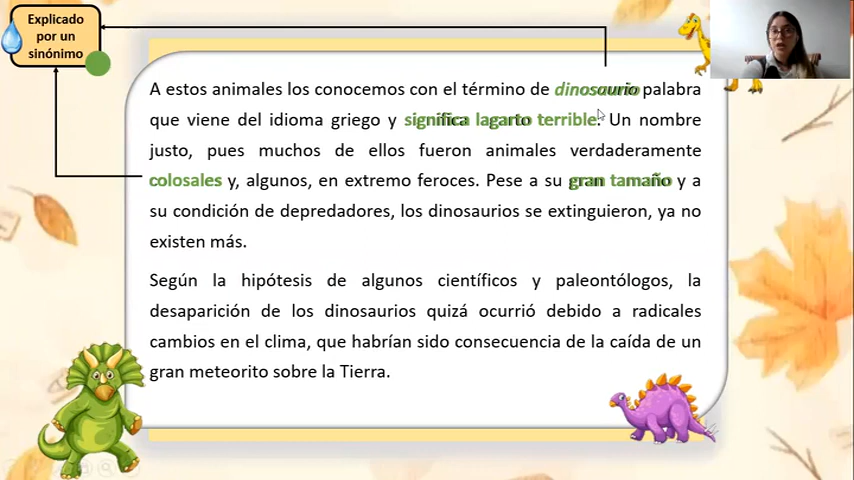 Explicado
por un
sinónimo
A estos animales los conocemos con el término de dinosaurio palabra
que viene del idioma griego y significa lagarto terrible. Un nombre
justo, pues muchos de ellos fueron animales verdaderamente
colosales y, algunos, en extremo feroces. Pese a su gran tamaño y a
su condición de depredadores, los dinosaurios se extinguieron, ya no
existen más.
Según la hipótesis de algunos científicos y paleontólogos, la
desaparición de los dinosaurios quizá ocurrió debido a radicales
cambios en el clima, que habrían sido consecuencia de la caída de un
gran meteorito sobre la Tierra.